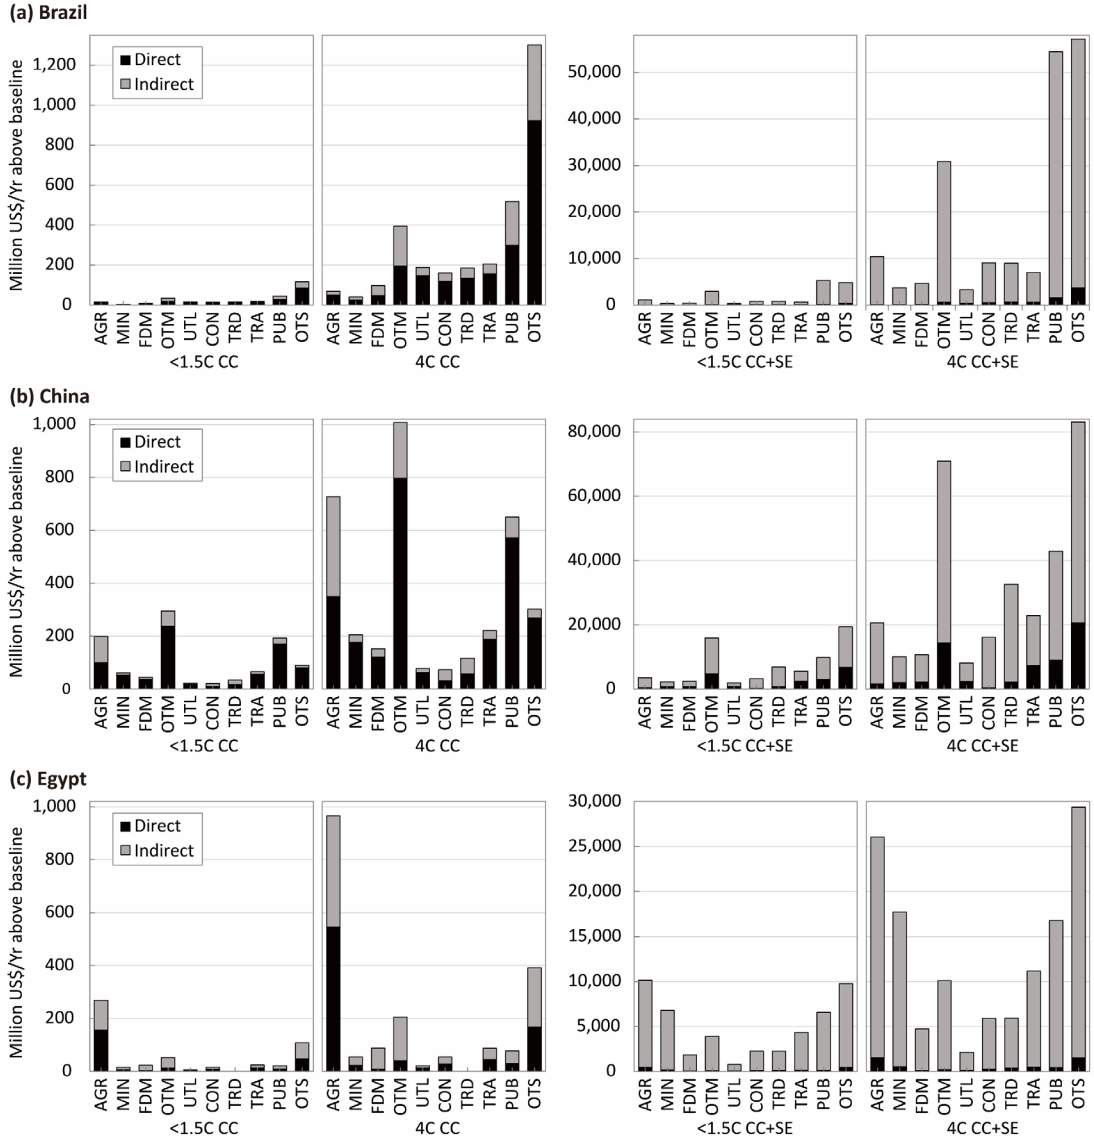 (a) Brazil
Million US$/Yr above baseline
1,200
1,000
800
600
400
200
0
Direct
Indirect
AGR MIN FDM OTM UTL CON TRD TRA PUB OTS
<1.5C CC
AGR MIN FDM OTM UTL CON TRD TRA PUB OTS
4C CC
50,000
40,000
30,000
20,000
10,000
0
AGR MIN FDM OTM UTL CON TRD TRA PUB OTS
<1.5C CC+SE
AGR MIN FDM OTM UTL CON TRD TRA PUB OTS
4C CC+SE
(b) China
Million US$/Yr above baseline
1,000
800
600
400
200
0
Direct
Indirect
AGR MIN FDM OTM UTL CON TRD TRA PUB OTS
<1.5C CC
AGR MIN FDM OTM UTL CON TRD TRA PUB OTS
4C CC
80,000
60,000
40,000
20,000
0
AGR MIN FDM OTM UTL CON TRD TRA PUB OTS
<1.5C CC+SE
AGR MIN FDM OTM UTL CON TRD TRA PUB OTS
4C CC+SE
(c) Egypt
Million US$/Yr above baseline
1,000
800
600
400
200
0
Direct
Indirect
AGR MIN FDM OTM UTL CON TRD TRA PUB OTS
<1.5C CC
AGR MIN FDM OTM UTL CON TRD TRA PUB OTS
4C CC
30,000
25,000
20,000
15,000
10,000
5,000
0
AGR MIN FDM OTM UTL CON TRD TRA PUB OTS
<1.5C CC+SE
AGR MIN FDM OTM UTL CON TRD TRA PUB OTS
4C CC+SE